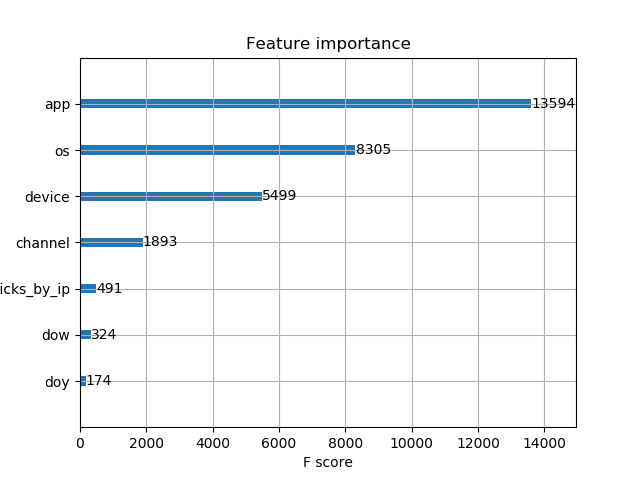 Feature importance
app 13594
os 8305
device 5499
channel 1893
icks_by_ip 491
dow 324
doy 174
0 2000 4000 6000 8000 10000 12000 14000
F score